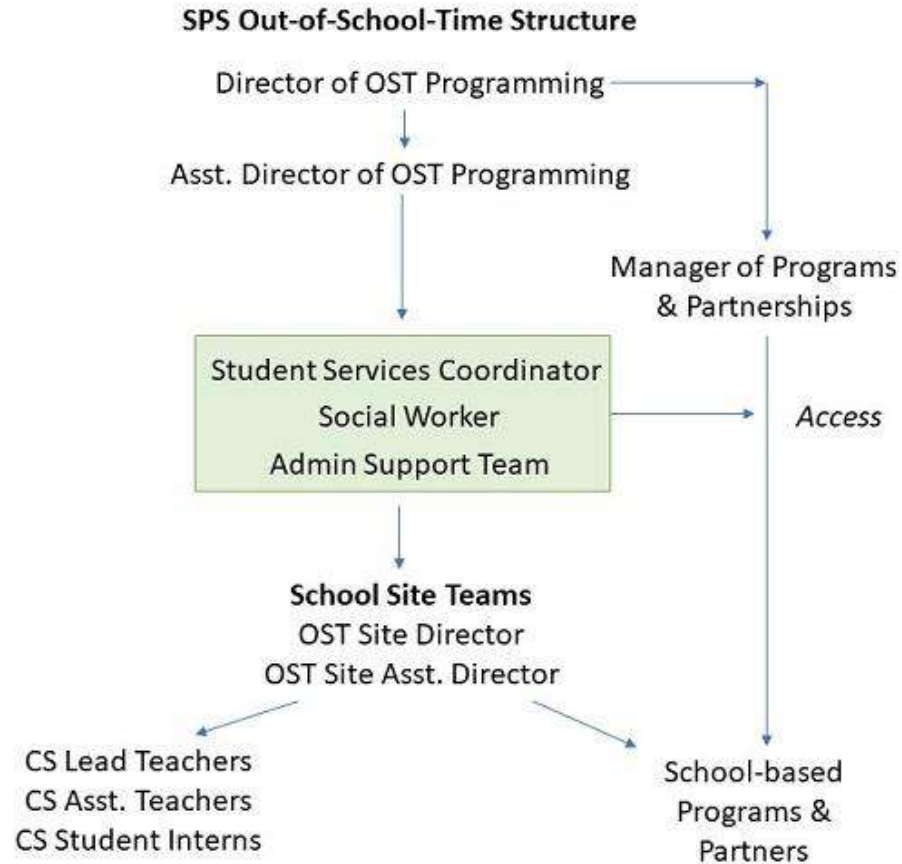 SPS Out-of-School-Time Structure
Director of OST Programming
Asst. Director of OST Programming
Manager of Programs
& Partnerships
Student Services Coordinator
Social Worker
Admin Support Team
Access
School Site Teams
OST Site Director
OST Site Asst. Director
CS Lead Teachers
CS Asst. Teachers
CS Student Interns
School-based
Programs &
Partners